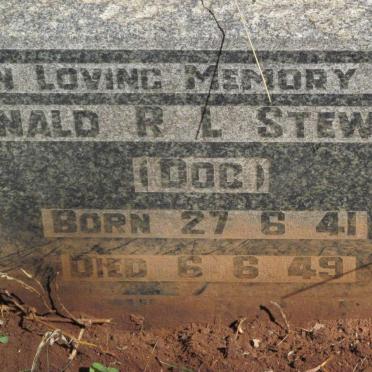 N LOVING MEMORY
NALD R L STEW
(DOC)
BORN 27 6 41
DIED 6 6 49